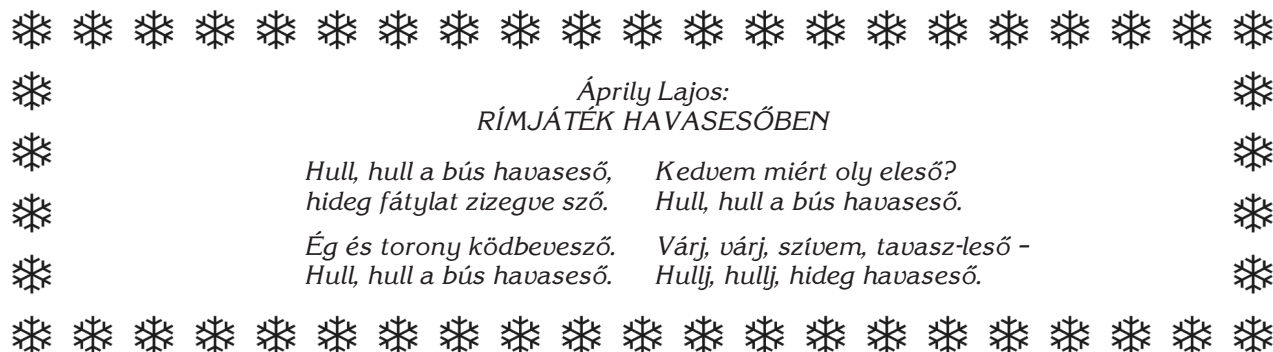 Áprily Lajos:
RÍMJÁTÉK HAVASESŐBEN
Hull, hull a bús havaseső,
hideg fátylat zizegve sző.
Ég és torony ködbevesző.
Hull, hull a bús havaseső.
Kedvem miért oly eleső?
Hull, hull a bús havaseső.
Várj, várj, szívem, tavasz-leső –
Hullj, hullj, hideg havaseső.